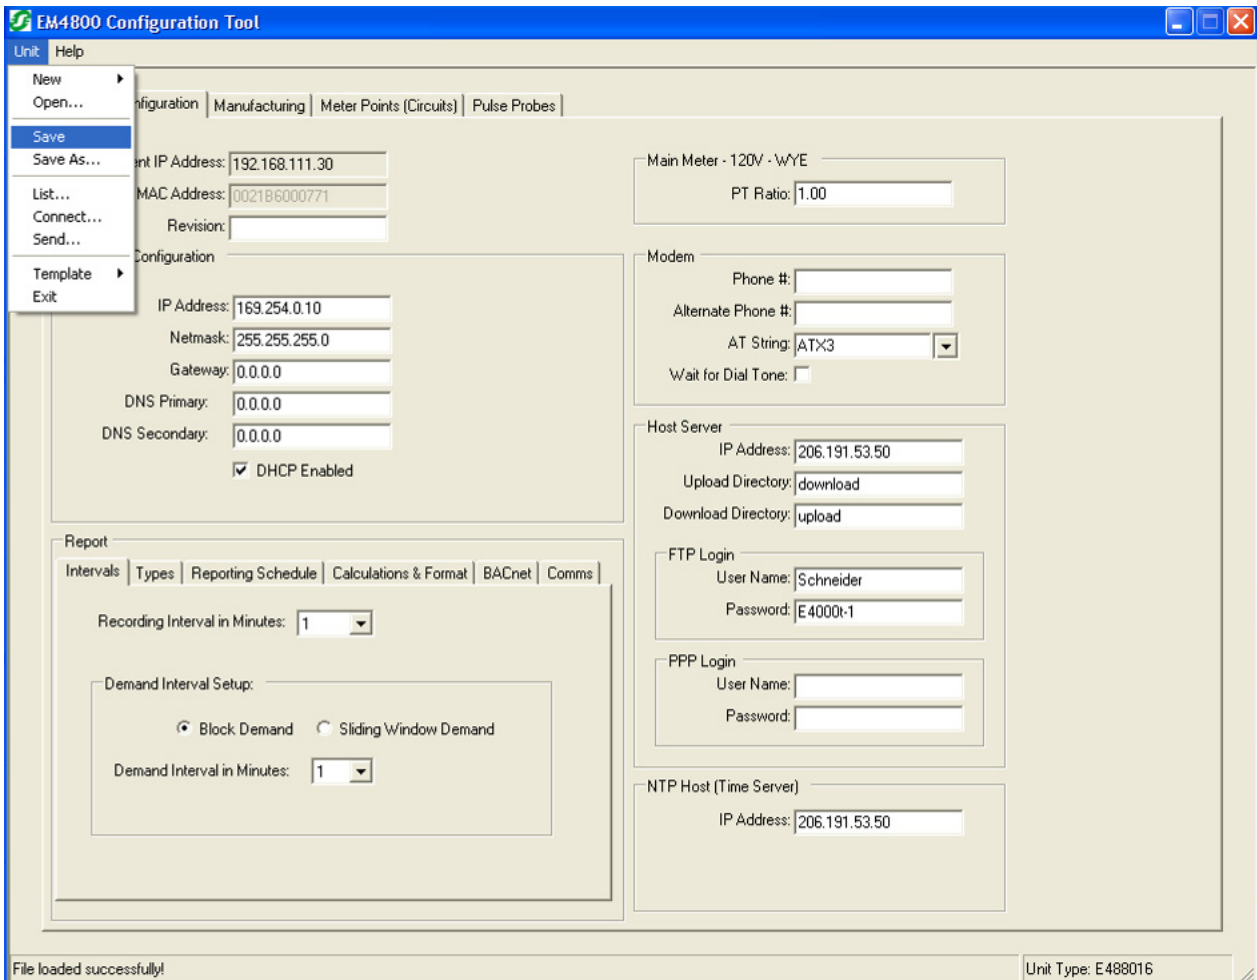 EM4800 Configuration Tool
Unit Help
New
Open...
Save
Save As...
List...
Connect...
Send...
Template
Exit
nfiguration Manufacturing Meter Points (Circuits) Pulse Probes
ent IP Address: 192.168.111.30
MAC Address: 0021B6000771
Revision:
Configuration
IP Address: 169.254.0.10
Netmask: 255.255.255.0
Gateway: 0.0.0.0
DNS Primary: 0.0.0.0
DNS Secondary: 0.0.0.0
DHCP Enabled
Report
Intervals Types Reporting Schedule Calculations & Format BACnet Comms
Recording Interval in Minutes: 1
Demand Interval Setup:
Block Demand Sliding Window Demand
Demand Interval in Minutes: 1
Main Meter - 120V - WYE
PT Ratio: 1.00
Modem
Phone #:
Alternate Phone #:
AT String: ATX3
Wait for Dial Tone:
Host Server
IP Address: 206.191.53.50
Upload Directory: download
Download Directory: upload
FTP Login
User Name: Schneider
Password: E4000t-1
PPP Login
User Name:
Password:
NTP Host (Time Server)
IP Address: 206.191.53.50
File loaded successfully!
Unit Type: E488016